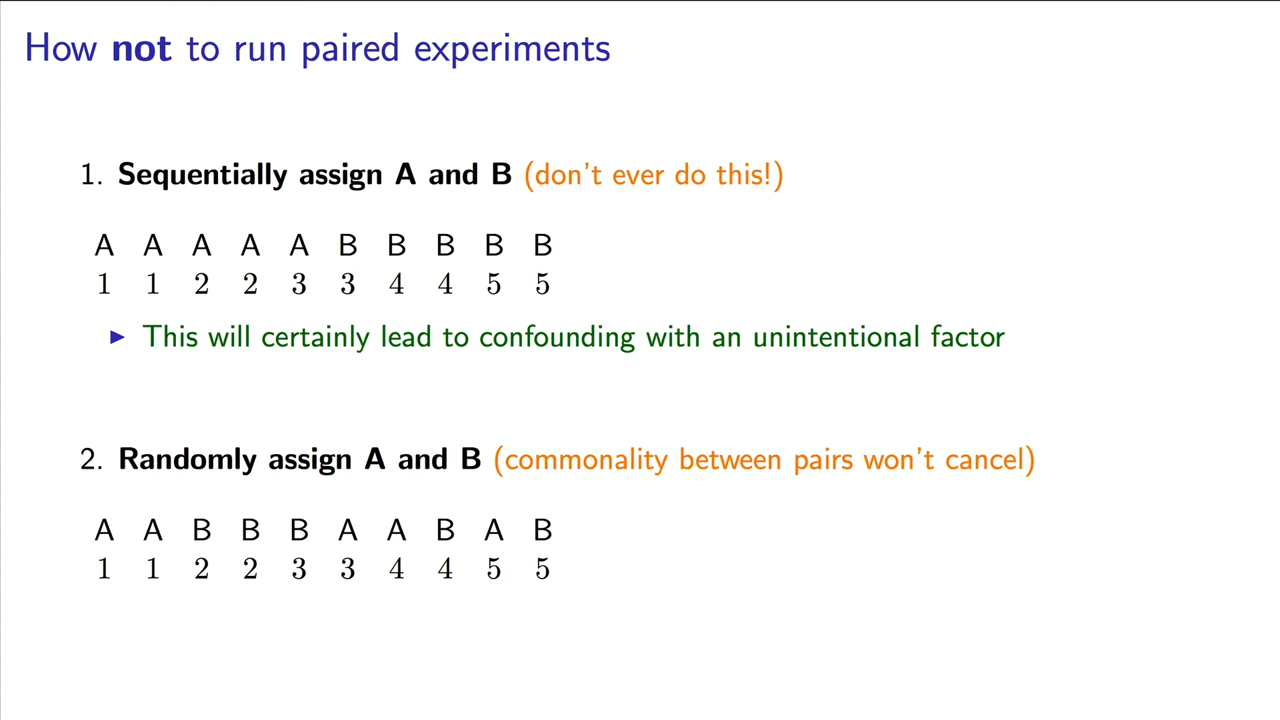 How not to run paired experiments
1. Sequentially assign A and B (don't ever do this!)
A A A A A B B B B B
1 1 2 2 3 3 4 4 5 5
▶ This will certainly lead to confounding with an unintentional factor
2. Randomly assign A and B (commonality between pairs won't cancel)
A A B B B A A B A B
1 1 2 2 3 3 4 4 5 5